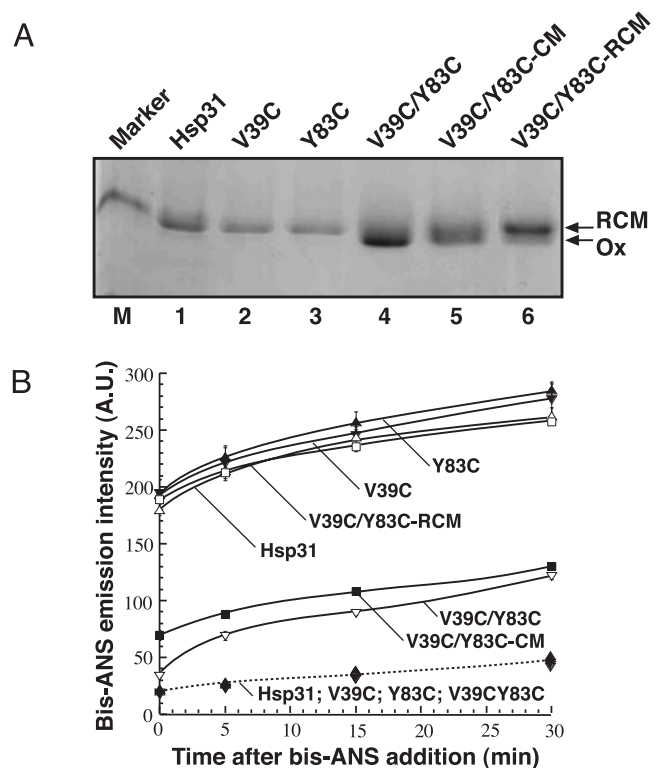 A
Marker
Hsp31
V39C
Y83C
V39C/Y83C
V39C/Y83C-CM
V39C/Y83C-RCM
RCM
Ox
M 1 2 3 4 5 6
B
Bis-ANS emission intensity (A.U.)
300
250
200
150
100
50
0
Y83C
V39C
V39C/Y83C-RCM
Hsp31
V39C/Y83C
V39C/Y83C-CM
Hsp31; V39C; Y83C; V39CY83C
0 5 10 15 20 25 30
Time after bis-ANS addition (min)